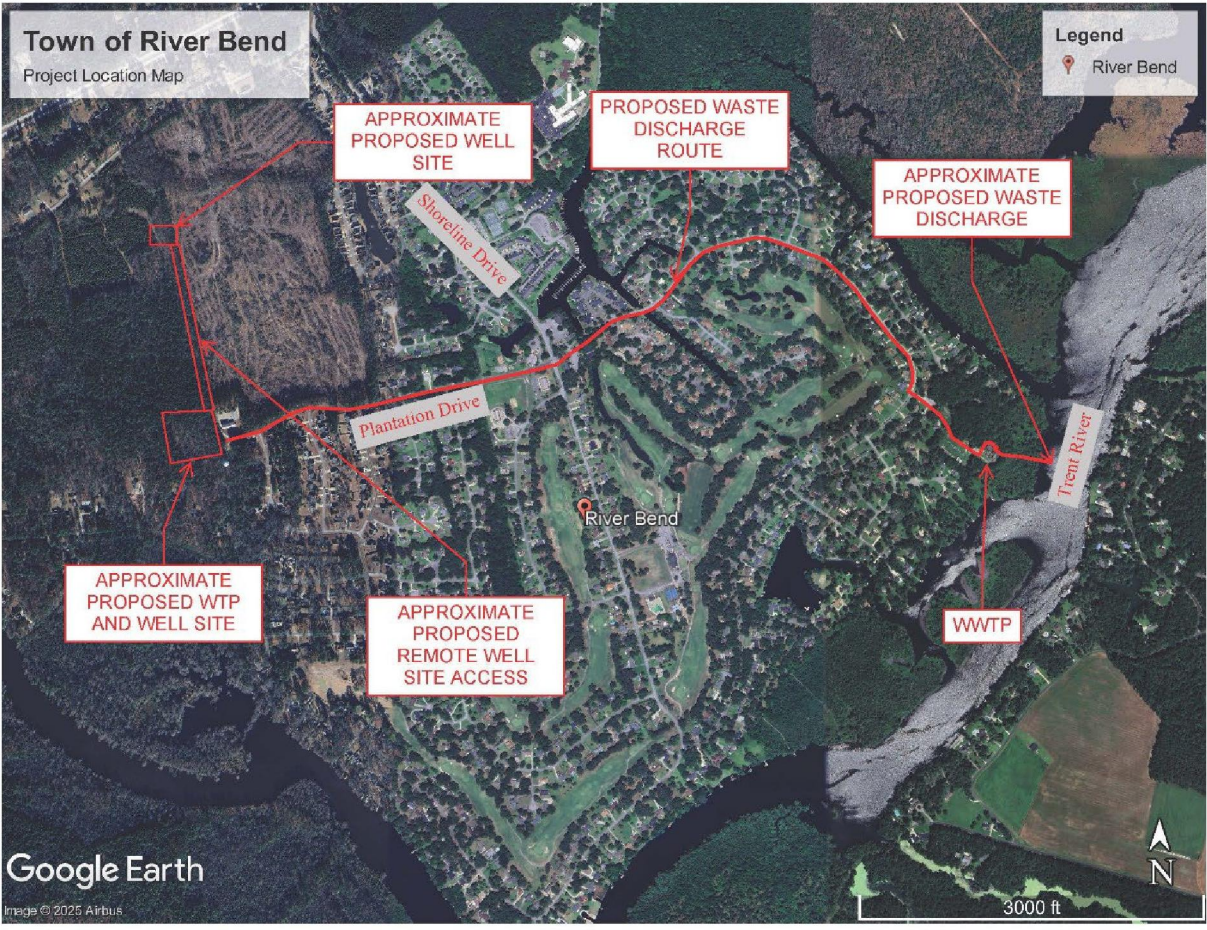 Town of River Bend
Project Location Map
Legend
River Bend
APPROXIMATE
PROPOSED WELL
SITE
PROPOSED WASTE
DISCHARGE
ROUTE
APPROXIMATE
PROPOSED WASTE
DISCHARGE
Shoreline Drive
Plantation Drive
Trent River
River Bend
APPROXIMATE
PROPOSED WTP
AND WELL SITE
APPROXIMATE
PROPOSED
REMOTE WELL
SITE ACCESS
WWTP
Google Earth
Image © 2025 Airbus
N
3000 ft